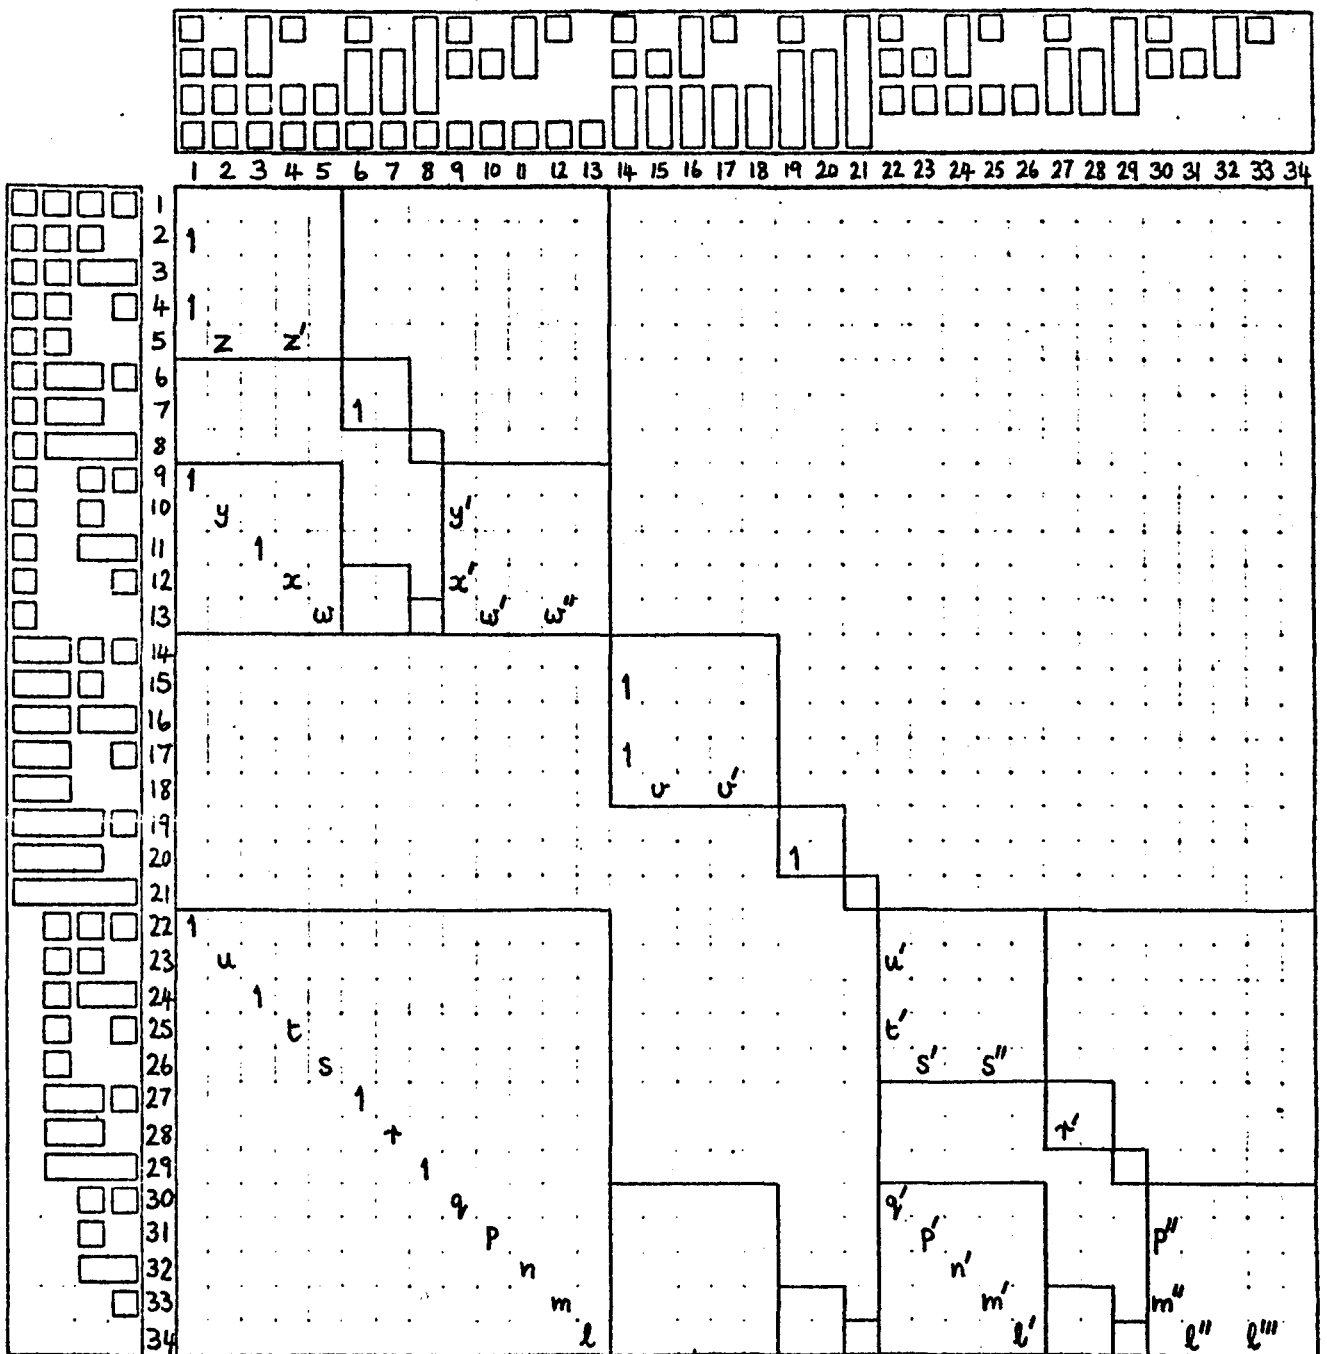 1 2 3 4 5 6 7 8 9 10 11 12 13 14 15 16 17 18 19 20 21 22 23 24 25 26 27 28 29 30 31 32 33 34
1
2 1
3
4 1
5 z z'
6
7 1
8
9 1
10 y y'
11 1
12 x x'
13 w w' w"
14
15 1
16
17 1
18 v v'
19
20 1
21
22 1
23 u u'
24 1
25 t t'
26 s s' s"
27 1
28 r r'
29 1
30 q q'
31 p p' p"
32 n n'
33 m m' m"
34 l l' l" l'''